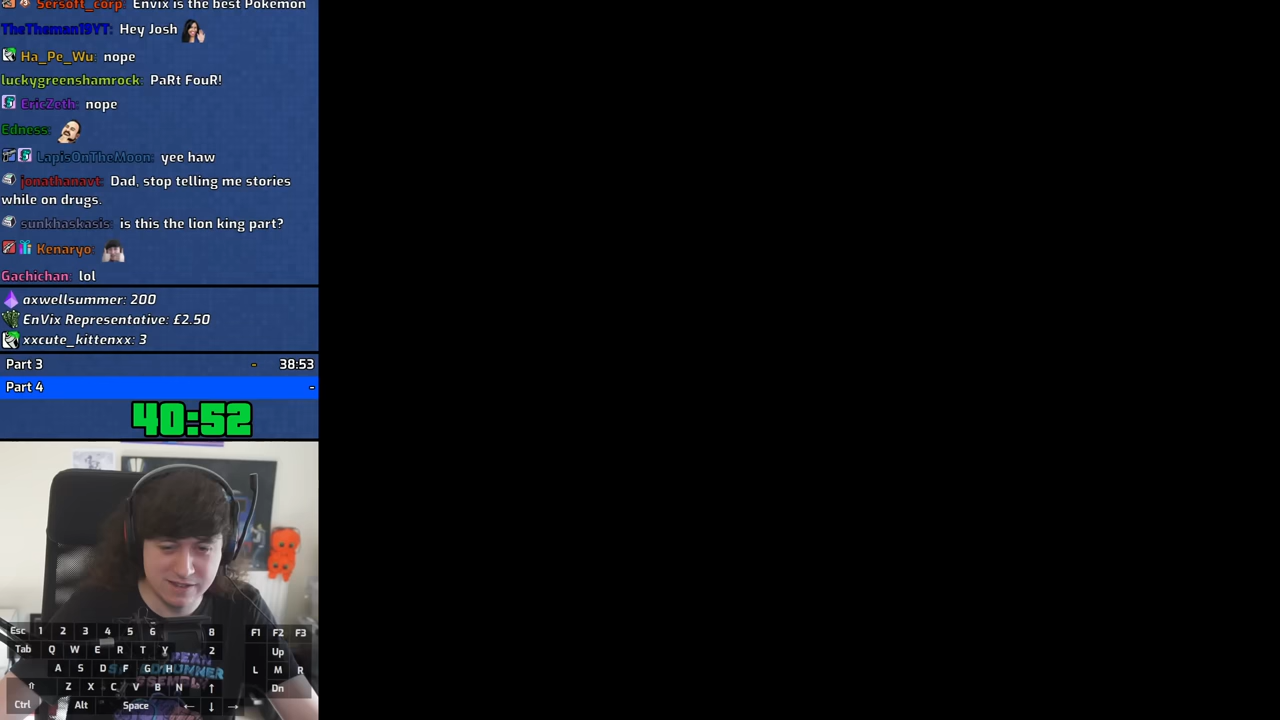 Sersoft_corp: Envix is the best Pokemon
TheTheman19YT: Hey Josh
Ha_Pe_Wu: nope
luckygreenshamrock: PaRt FouR!
EricZeth: nope
Edness:
LapisOnTheMoon: yee haw
jonathanavt: Dad, stop telling me stories
while on drugs.
sunkhaskasis: is this the lion king part?
Kenaryo:
Gachichan: lol
axwellsummer: 200
EnVix Representative: £2.50
xxcute_kittenxx: 3
Part 3 - 38:53
Part 4 -
40:52
Esc 1 2 3 4 5 6 8 F1 F2 F3
Tab Q W E R T Y 2 Up
A S D F G H L M R
⇧ Z X C V B N ↑ Dn
Ctrl Alt Space ← ↓ →